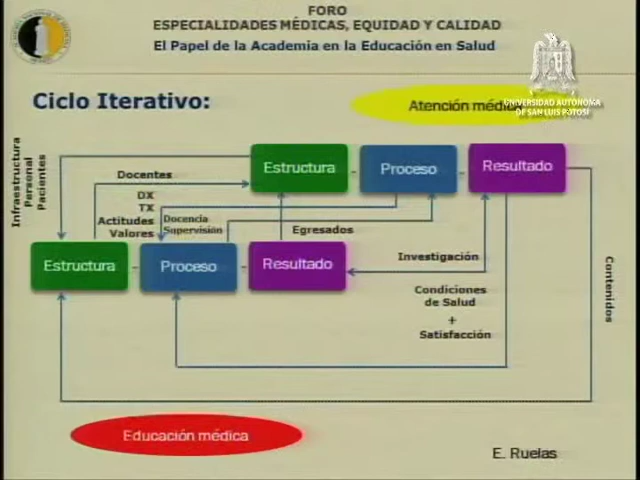 FORO
ESPECIALIDADES MÉDICAS, EQUIDAD Y CALIDAD
El Papel de la Academia en la Educación en Salud
UNIVERSIDAD AUTONOMA
DE SAN LUIS POTOSI
Ciclo Iterativo:
Atención médica
Infraestructura
Personal
Pacientes
Docentes
Estructura
Proceso
Resultado
DX
TX
Actitudes
Valores
Docencia
Supervisión
Egresados
Estructura
Proceso
Resultado
Investigación
Condiciones
de Salud
+
Satisfacción
Contenidos
Educación médica
E. Ruelas